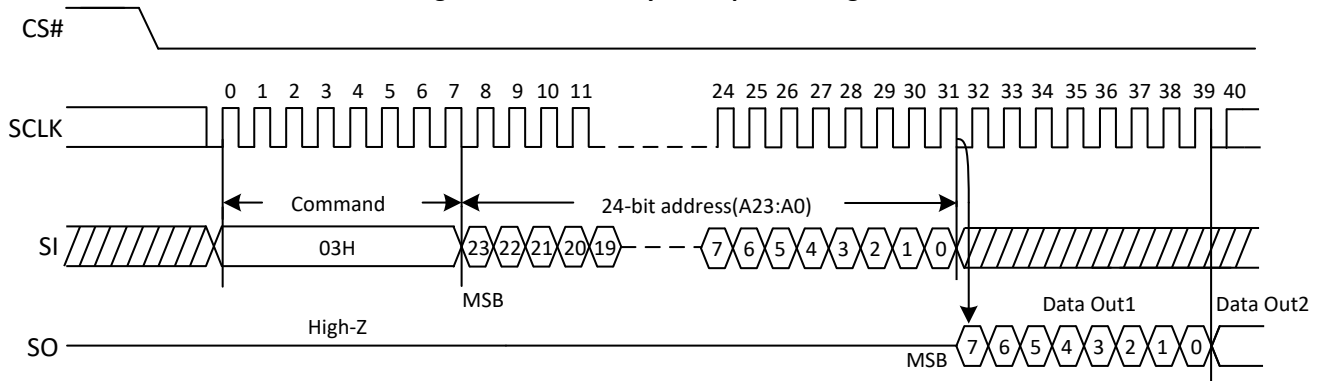 CS#
0 1 2 3 4 5 6 7 8 9 10 11 24 25 26 27 28 29 30 31 32 33 34 35 36 37 38 39 40
SCLK
Command 24-bit address(A23:A0)
SI 03H 23 22 21 20 19 7 6 5 4 3 2 1 0
MSB Data Out1 Data Out2
High-Z
SO MSB 7 6 5 4 3 2 1 0